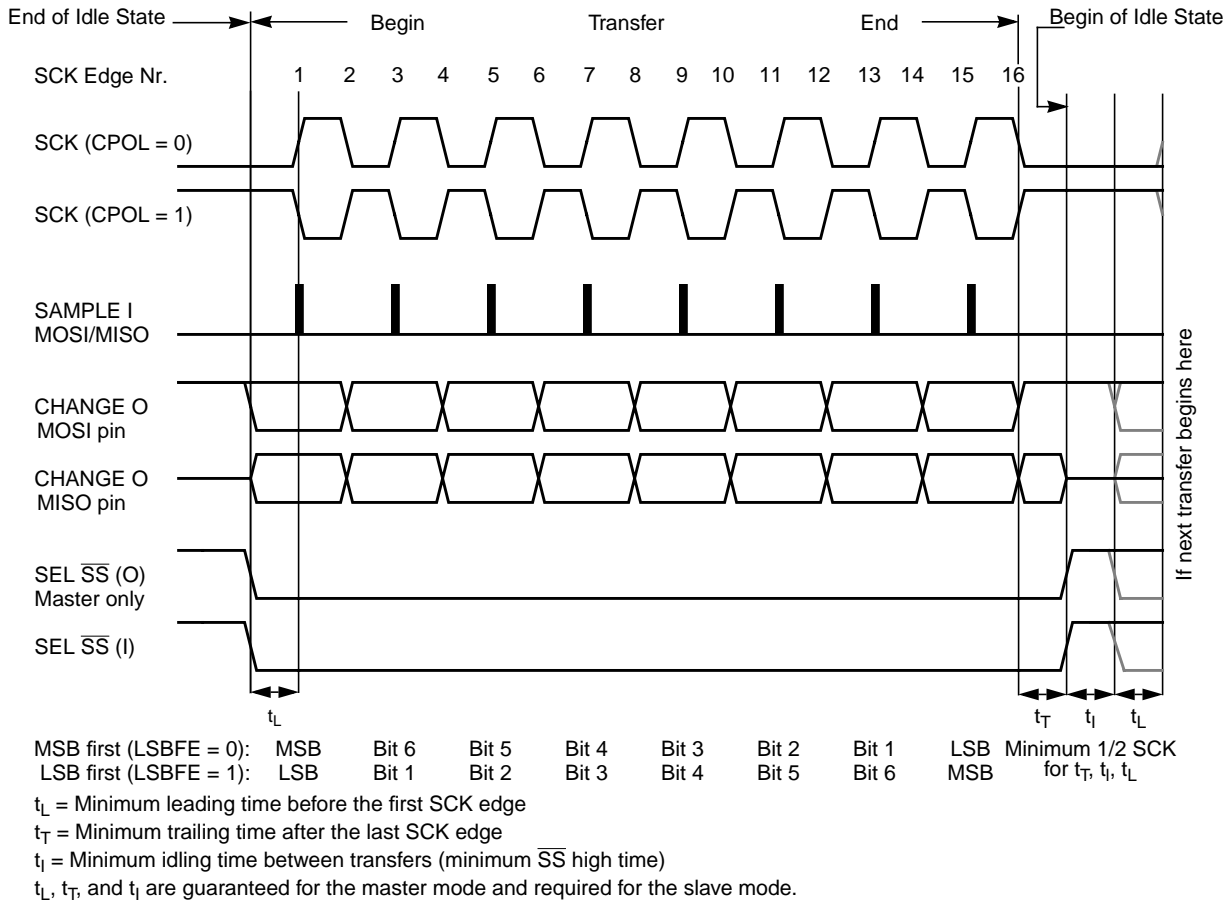 End of Idle State Begin Transfer End Begin of Idle State
SCK Edge Nr. 1 2 3 4 5 6 7 8 9 10 11 12 13 14 15 16
SCK (CPOL = 0)
SCK (CPOL = 1)
SAMPLE I
MOSI/MISO
CHANGE O
MOSI pin
CHANGE O
MISO pin
SEL S̅S̅ (O)
Master only
SEL S̅S̅ (I)
If next transfer begins here
tL tT tI tL
MSB first (LSBFE = 0): MSB Bit 6 Bit 5 Bit 4 Bit 3 Bit 2 Bit 1 LSB Minimum 1/2 SCK
LSB first (LSBFE = 1): LSB Bit 1 Bit 2 Bit 3 Bit 4 Bit 5 Bit 6 MSB for tT, tI, tL
tL = Minimum leading time before the first SCK edge
tT = Minimum trailing time after the last SCK edge
tI = Minimum idling time between transfers (minimum S̅S̅ high time)
tL, tT, and tI are guaranteed for the master mode and required for the slave mode.